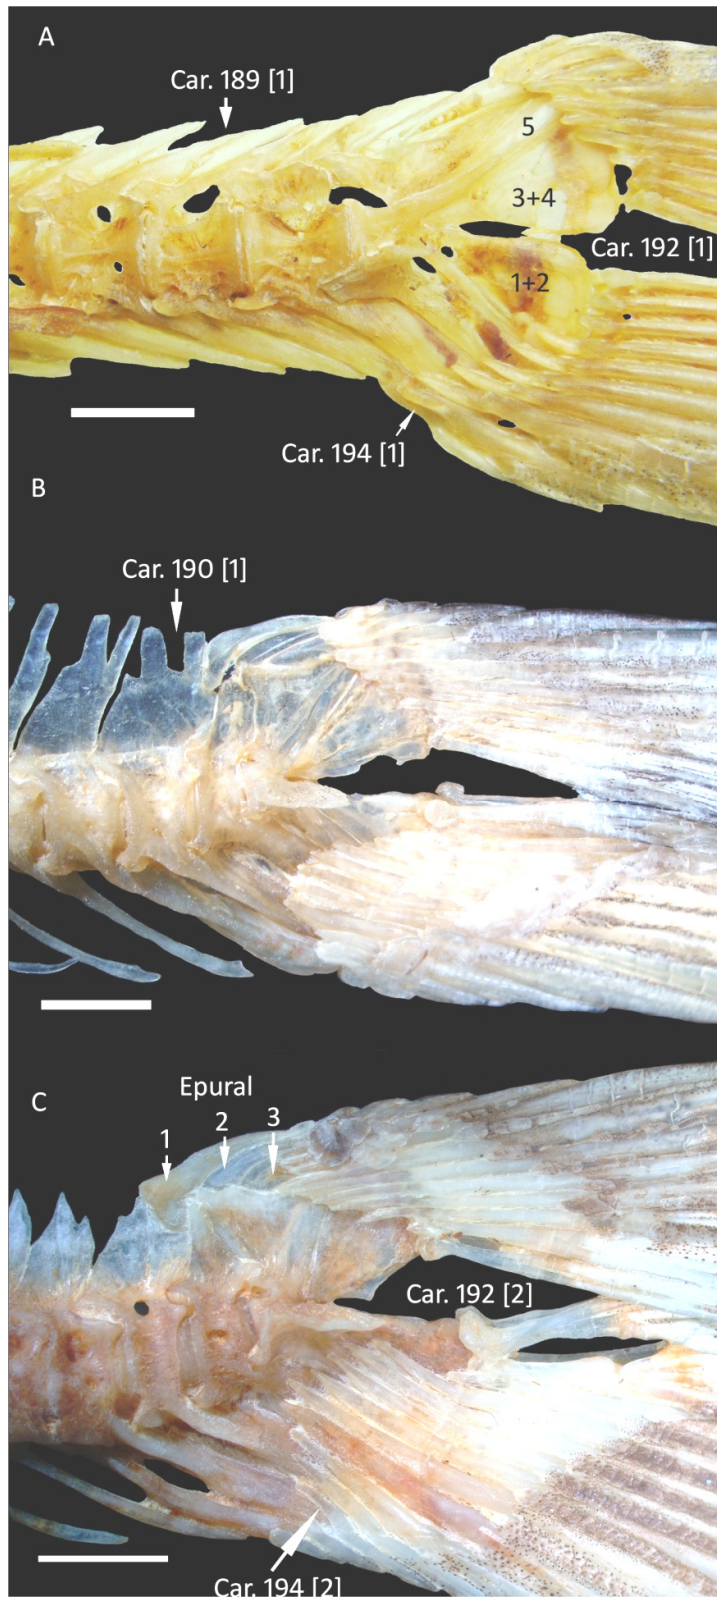 A
Car. 189 [1]
5
3+4
Car. 192 [1]
1+2
Car. 194 [1]
B
Car. 190 [1]
Epural
C
1
2
3
Car. 192 [2]
Car. 194 [2]